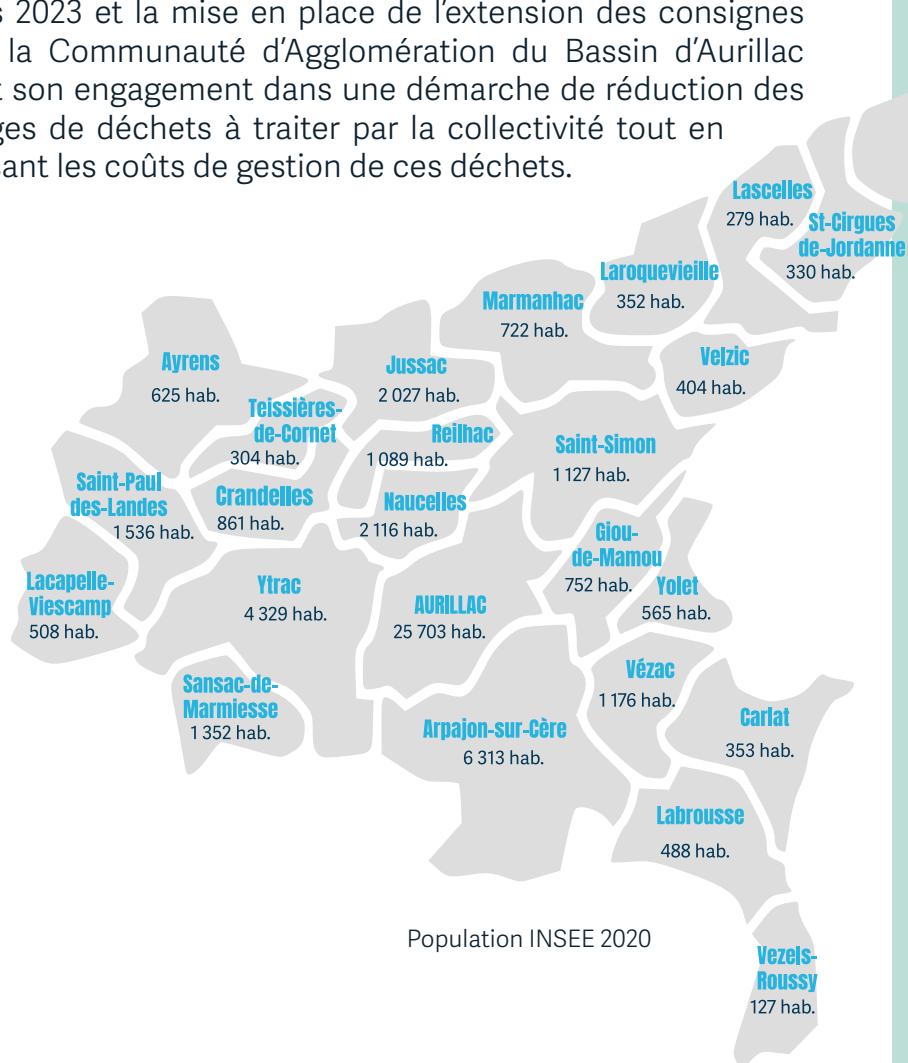 s 2023 et la mise en place de l'extension des consignes
la Communauté d'Agglomération du Bassin d'Aurillac
t son engagement dans une démarche de réduction des
ges de déchets à traiter par la collectivité tout en
sant les coûts de gestion de ces déchets.
Lascelles
279 hab.
St-Cirgues
de-Jordanne
330 hab.
Laroquevieille
352 hab.
Marmanhac
722 hab.
Velzic
404 hab.
Ayrens
625 hab.
Jussac
2 027 hab.
Teissières-
de-Cornet
304 hab.
Reilhac
1 089 hab.
Saint-Simon
1 127 hab.
Saint-Paul
des-Landes
1 536 hab.
Crandelles
861 hab.
Naucelles
2 116 hab.
Giou-
de-Mamou
752 hab.
Yolet
565 hab.
Lacapelle-
Viescamp
508 hab.
Ytrac
4 329 hab.
AURILLAC
25 703 hab.
Vézac
1 176 hab.
Sansac-de-
Marmiesse
1 352 hab.
Arpajon-sur-Cère
6 313 hab.
Carlat
353 hab.
Labrousse
488 hab.
Population INSEE 2020
Vezels-
Roussy
127 hab.